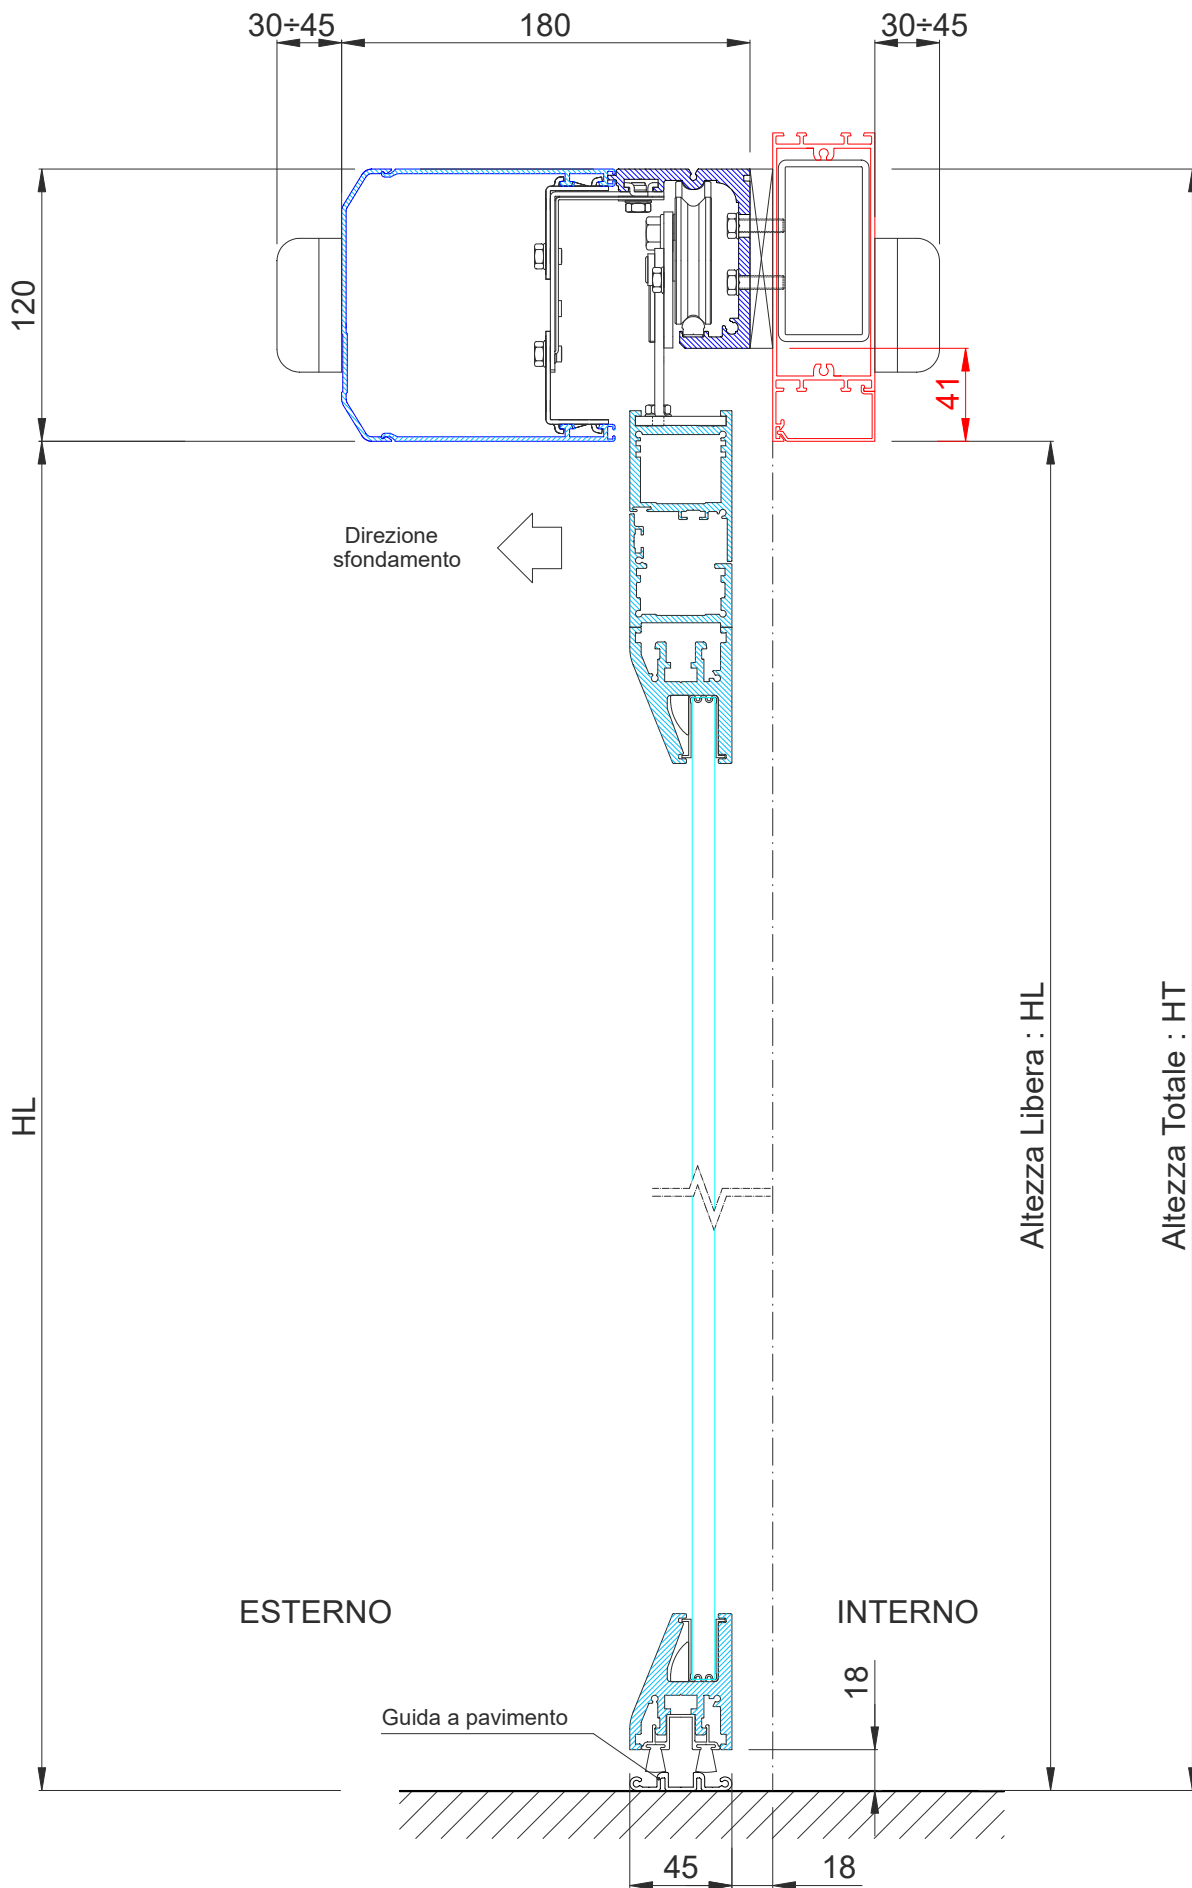 30÷45
180
30÷45
120
41
Direzione
sfondamento
HL
Altezza Libera : HL
Altezza Totale : HT
ESTERNO
INTERNO
18
Guida a pavimento
45
18